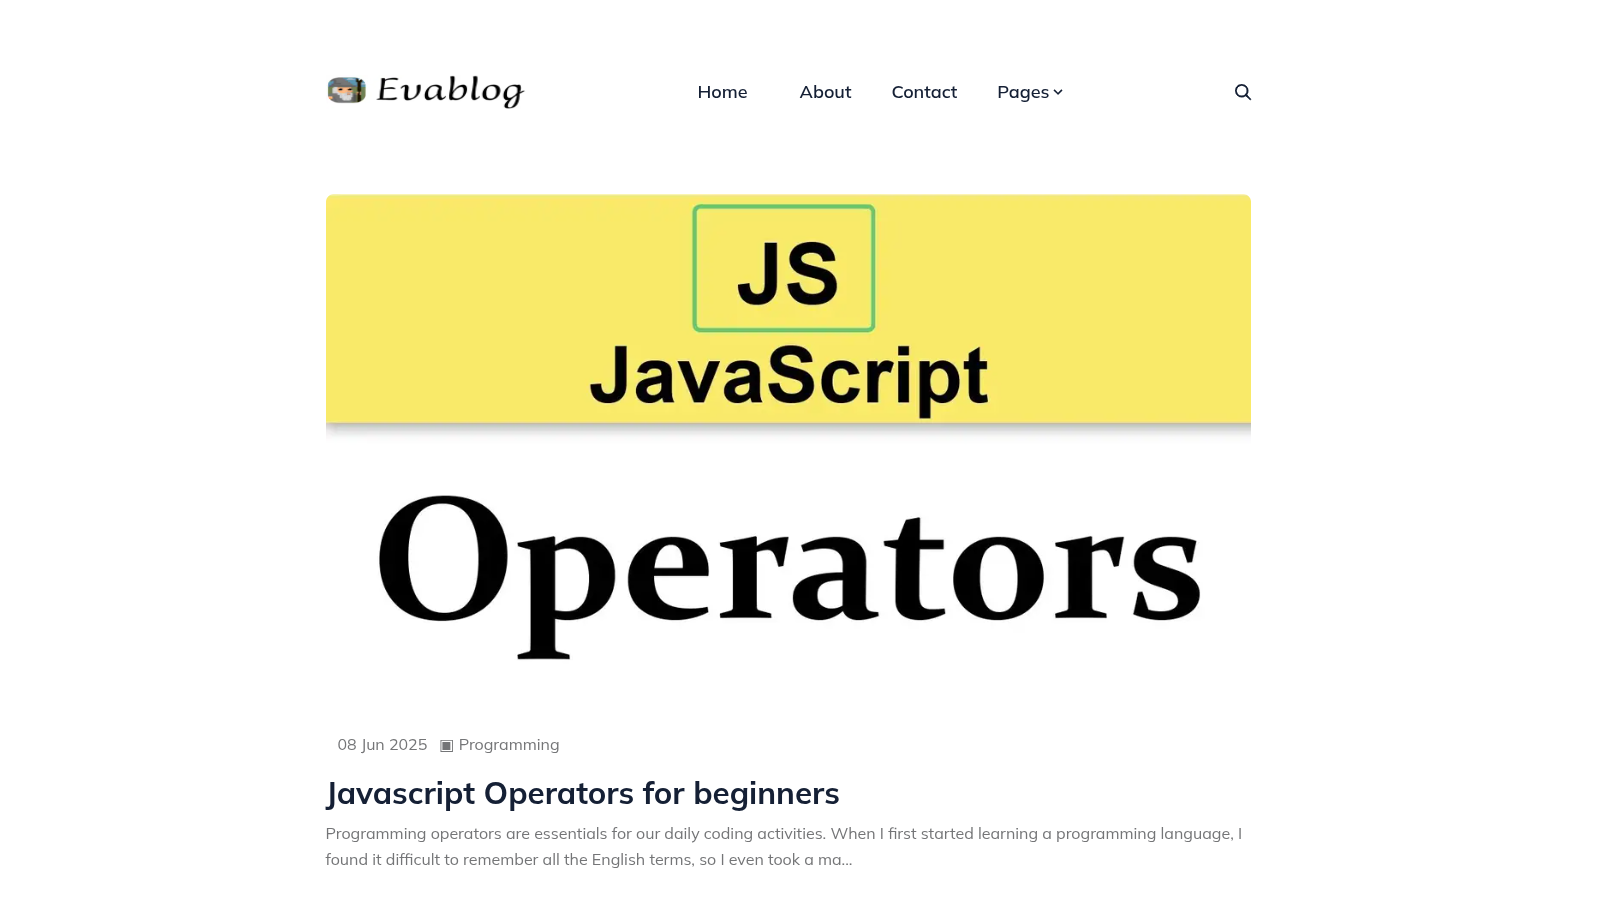 Evablog
Home About Contact Pages
JS
JavaScript
Operators
08 Jun 2025 Programming
Javascript Operators for beginners
Programming operators are essentials for our daily coding activities. When I first started learning a programming language, I
found it difficult to remember all the English terms, so I even took a ma...